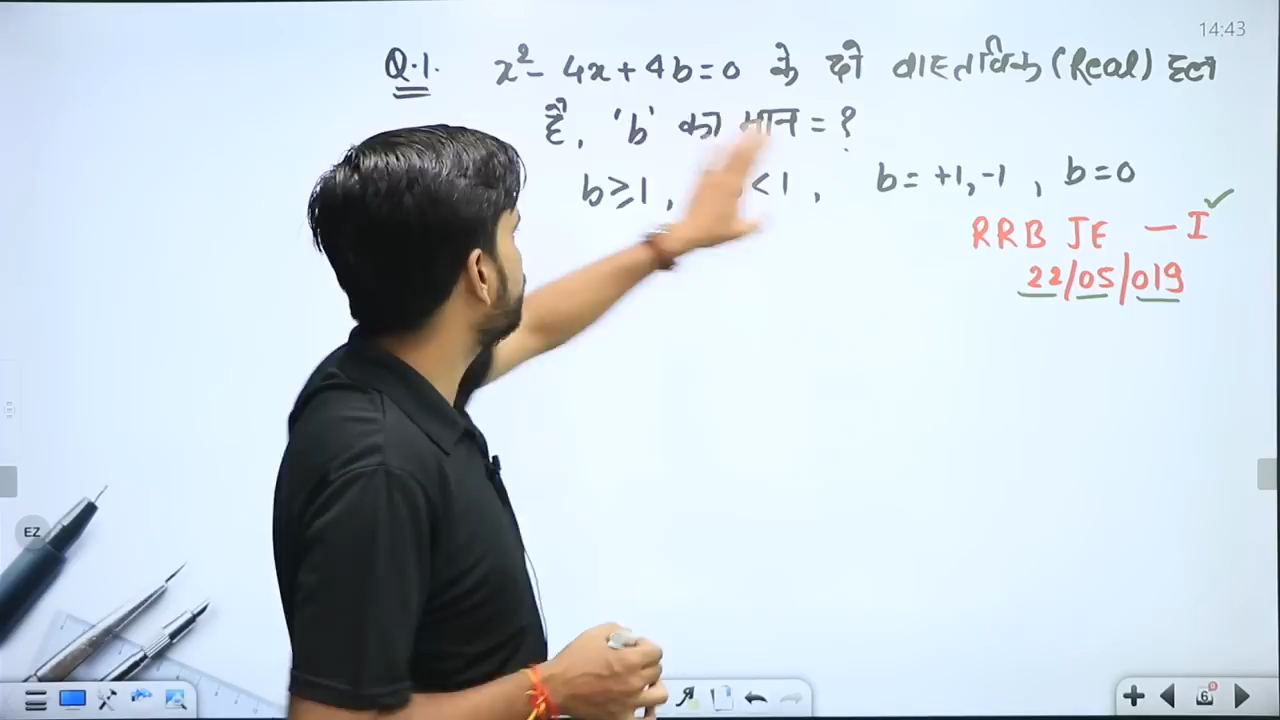 14:43
Q.1. x²- 4x+4b=0 के दो वास्तविक (Real) हल
हैं, 'b' का मान = ?
b≥1, <1, b= +1,-1, b=0
RRB JE - I
22/05/019
EZ
6